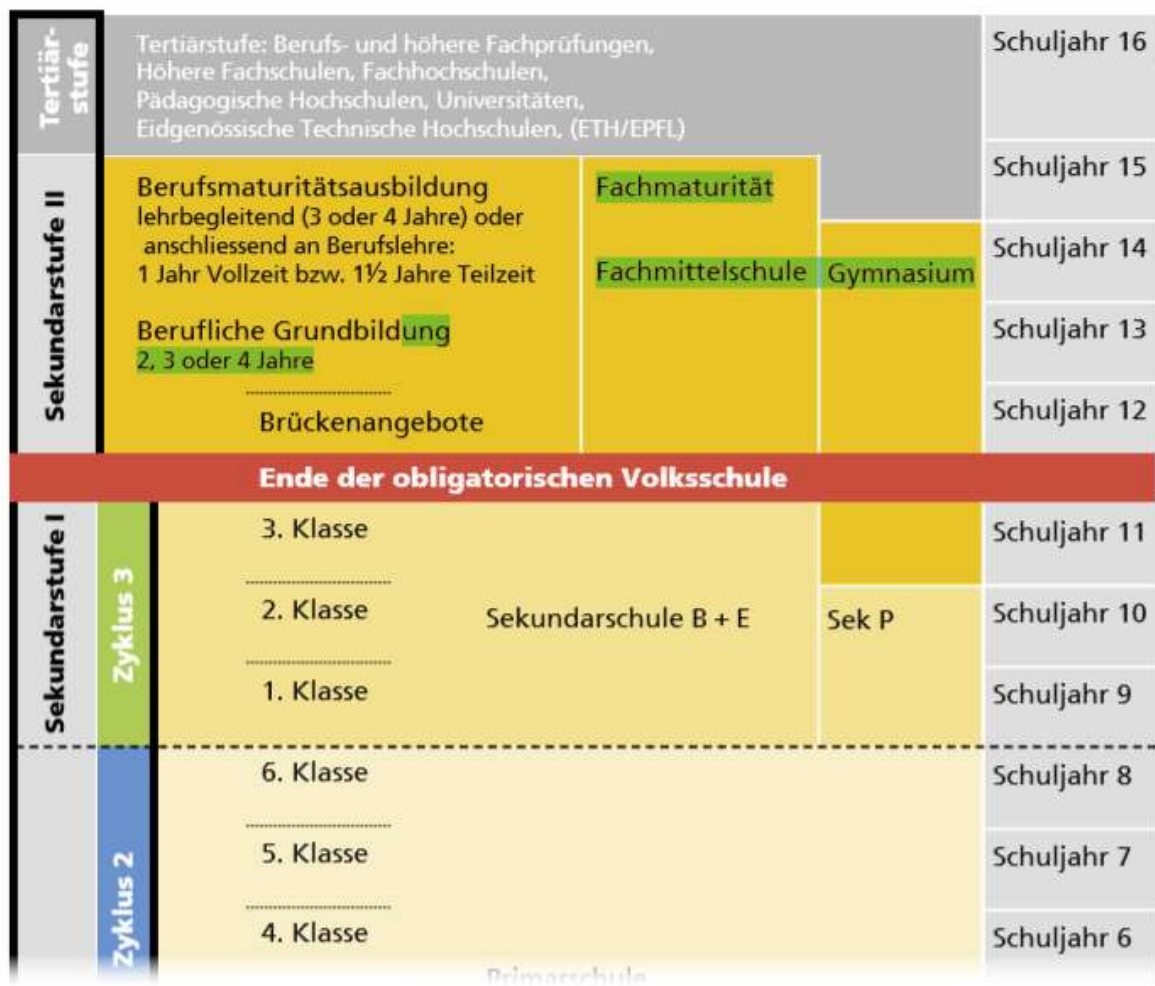 Tertiär-
stufe
Tertiärstufe: Berufs- und höhere Fachprüfungen,
Höhere Fachschulen, Fachhochschulen,
Pädagogische Hochschulen, Universitäten,
Eidgenössische Technische Hochschulen, (ETH/EPFL)
Schuljahr 16
Sekundarstufe II
Berufsmaturitätsausbildung
lehrbegleitend (3 oder 4 Jahre) oder
anschliessend an Berufslehre:
1 Jahr Vollzeit bzw. 1½ Jahre Teilzeit
Berufliche Grundbildung
2, 3 oder 4 Jahre
Brückenangebote
Fachmaturität
Fachmittelschule
Gymnasium
Schuljahr 15
Schuljahr 14
Schuljahr 13
Schuljahr 12
Ende der obligatorischen Volksschule
Sekundarstufe I
Zyklus 3
3. Klasse
2. Klasse
1. Klasse
Sekundarschule B + E
Sek P
Schuljahr 11
Schuljahr 10
Schuljahr 9
Zyklus 2
6. Klasse
5. Klasse
4. Klasse
Primarschule
Schuljahr 8
Schuljahr 7
Schuljahr 6